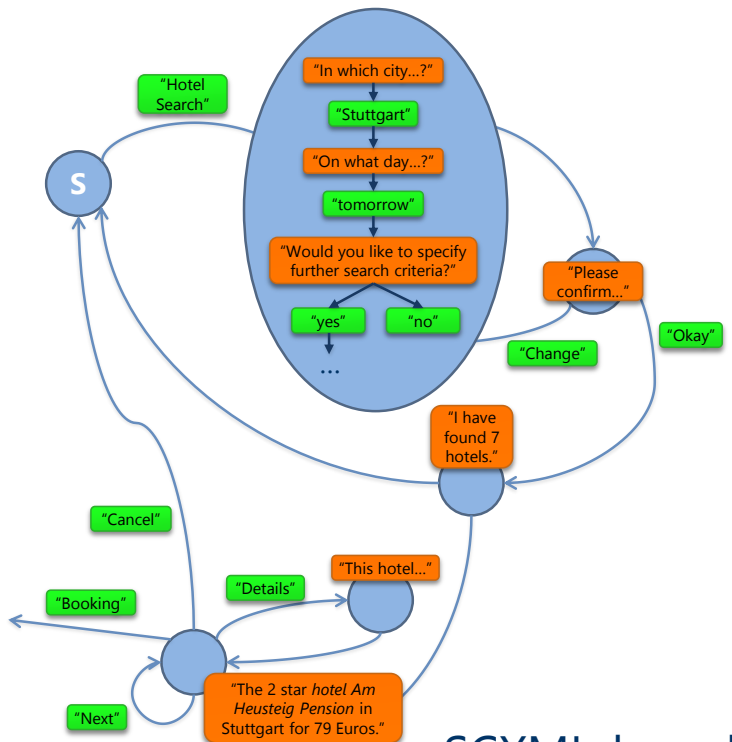 “Hotel
Search”
“In which city…?”
“Stuttgart”
“On what day…?”
“tomorrow”
“Would you like to specify
further search criteria?”
“yes”
“no”
…
S
“Please
confirm…”
“Change”
“Okay”
“I have
found 7
hotels.”
“Cancel”
“This hotel…”
“Details”
“Booking”
“Next”
“The 2 star hotel Am
Heusteig Pension in
Stuttgart for 79 Euros.”